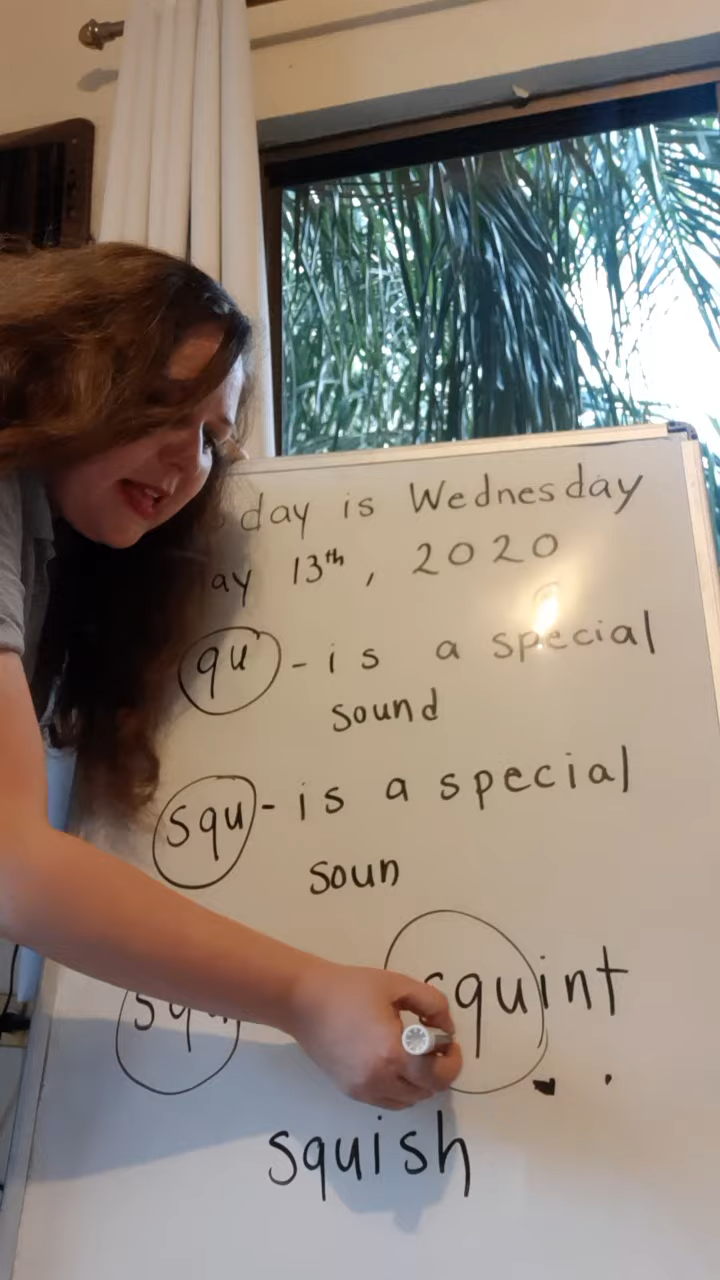 day is Wednesday
ay 13th, 2020
qu - is a special
sound
squ - is a special
soun
squint
squish